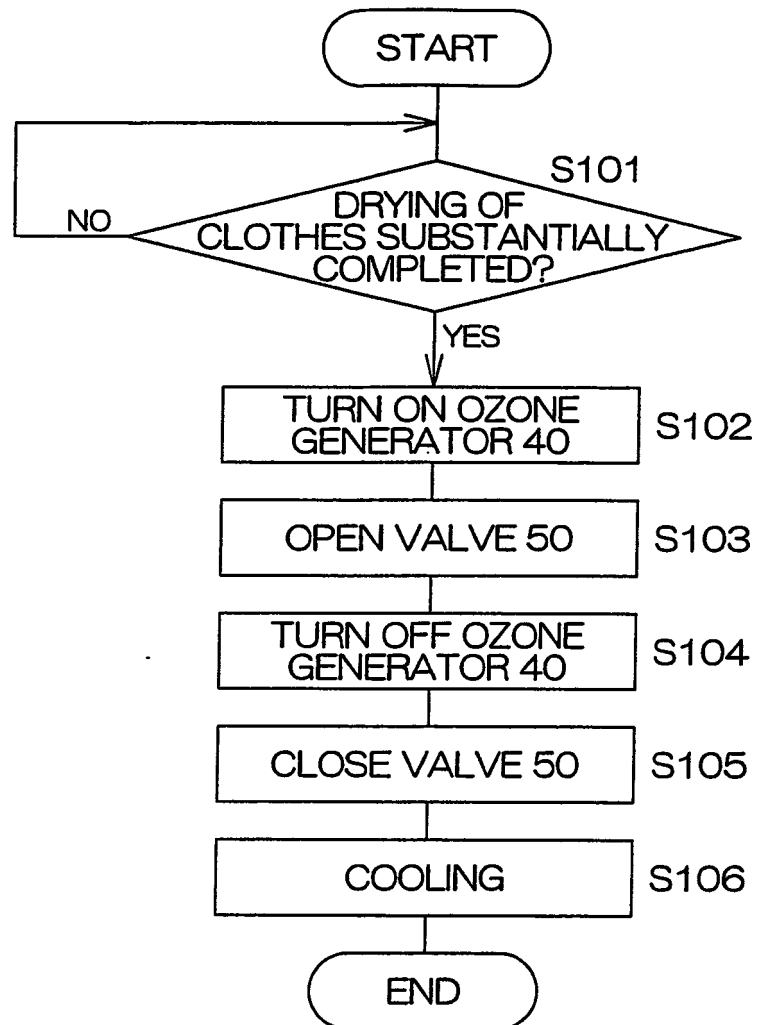 START
S101
DRYING OF
CLOTHES SUBSTANTIALLY
COMPLETED?
NO
YES
TURN ON OZONE
GENERATOR 40
S102
OPEN VALVE 50
S103
TURN OFF OZONE
GENERATOR 40
S104
CLOSE VALVE 50
S105
COOLING
S106
END